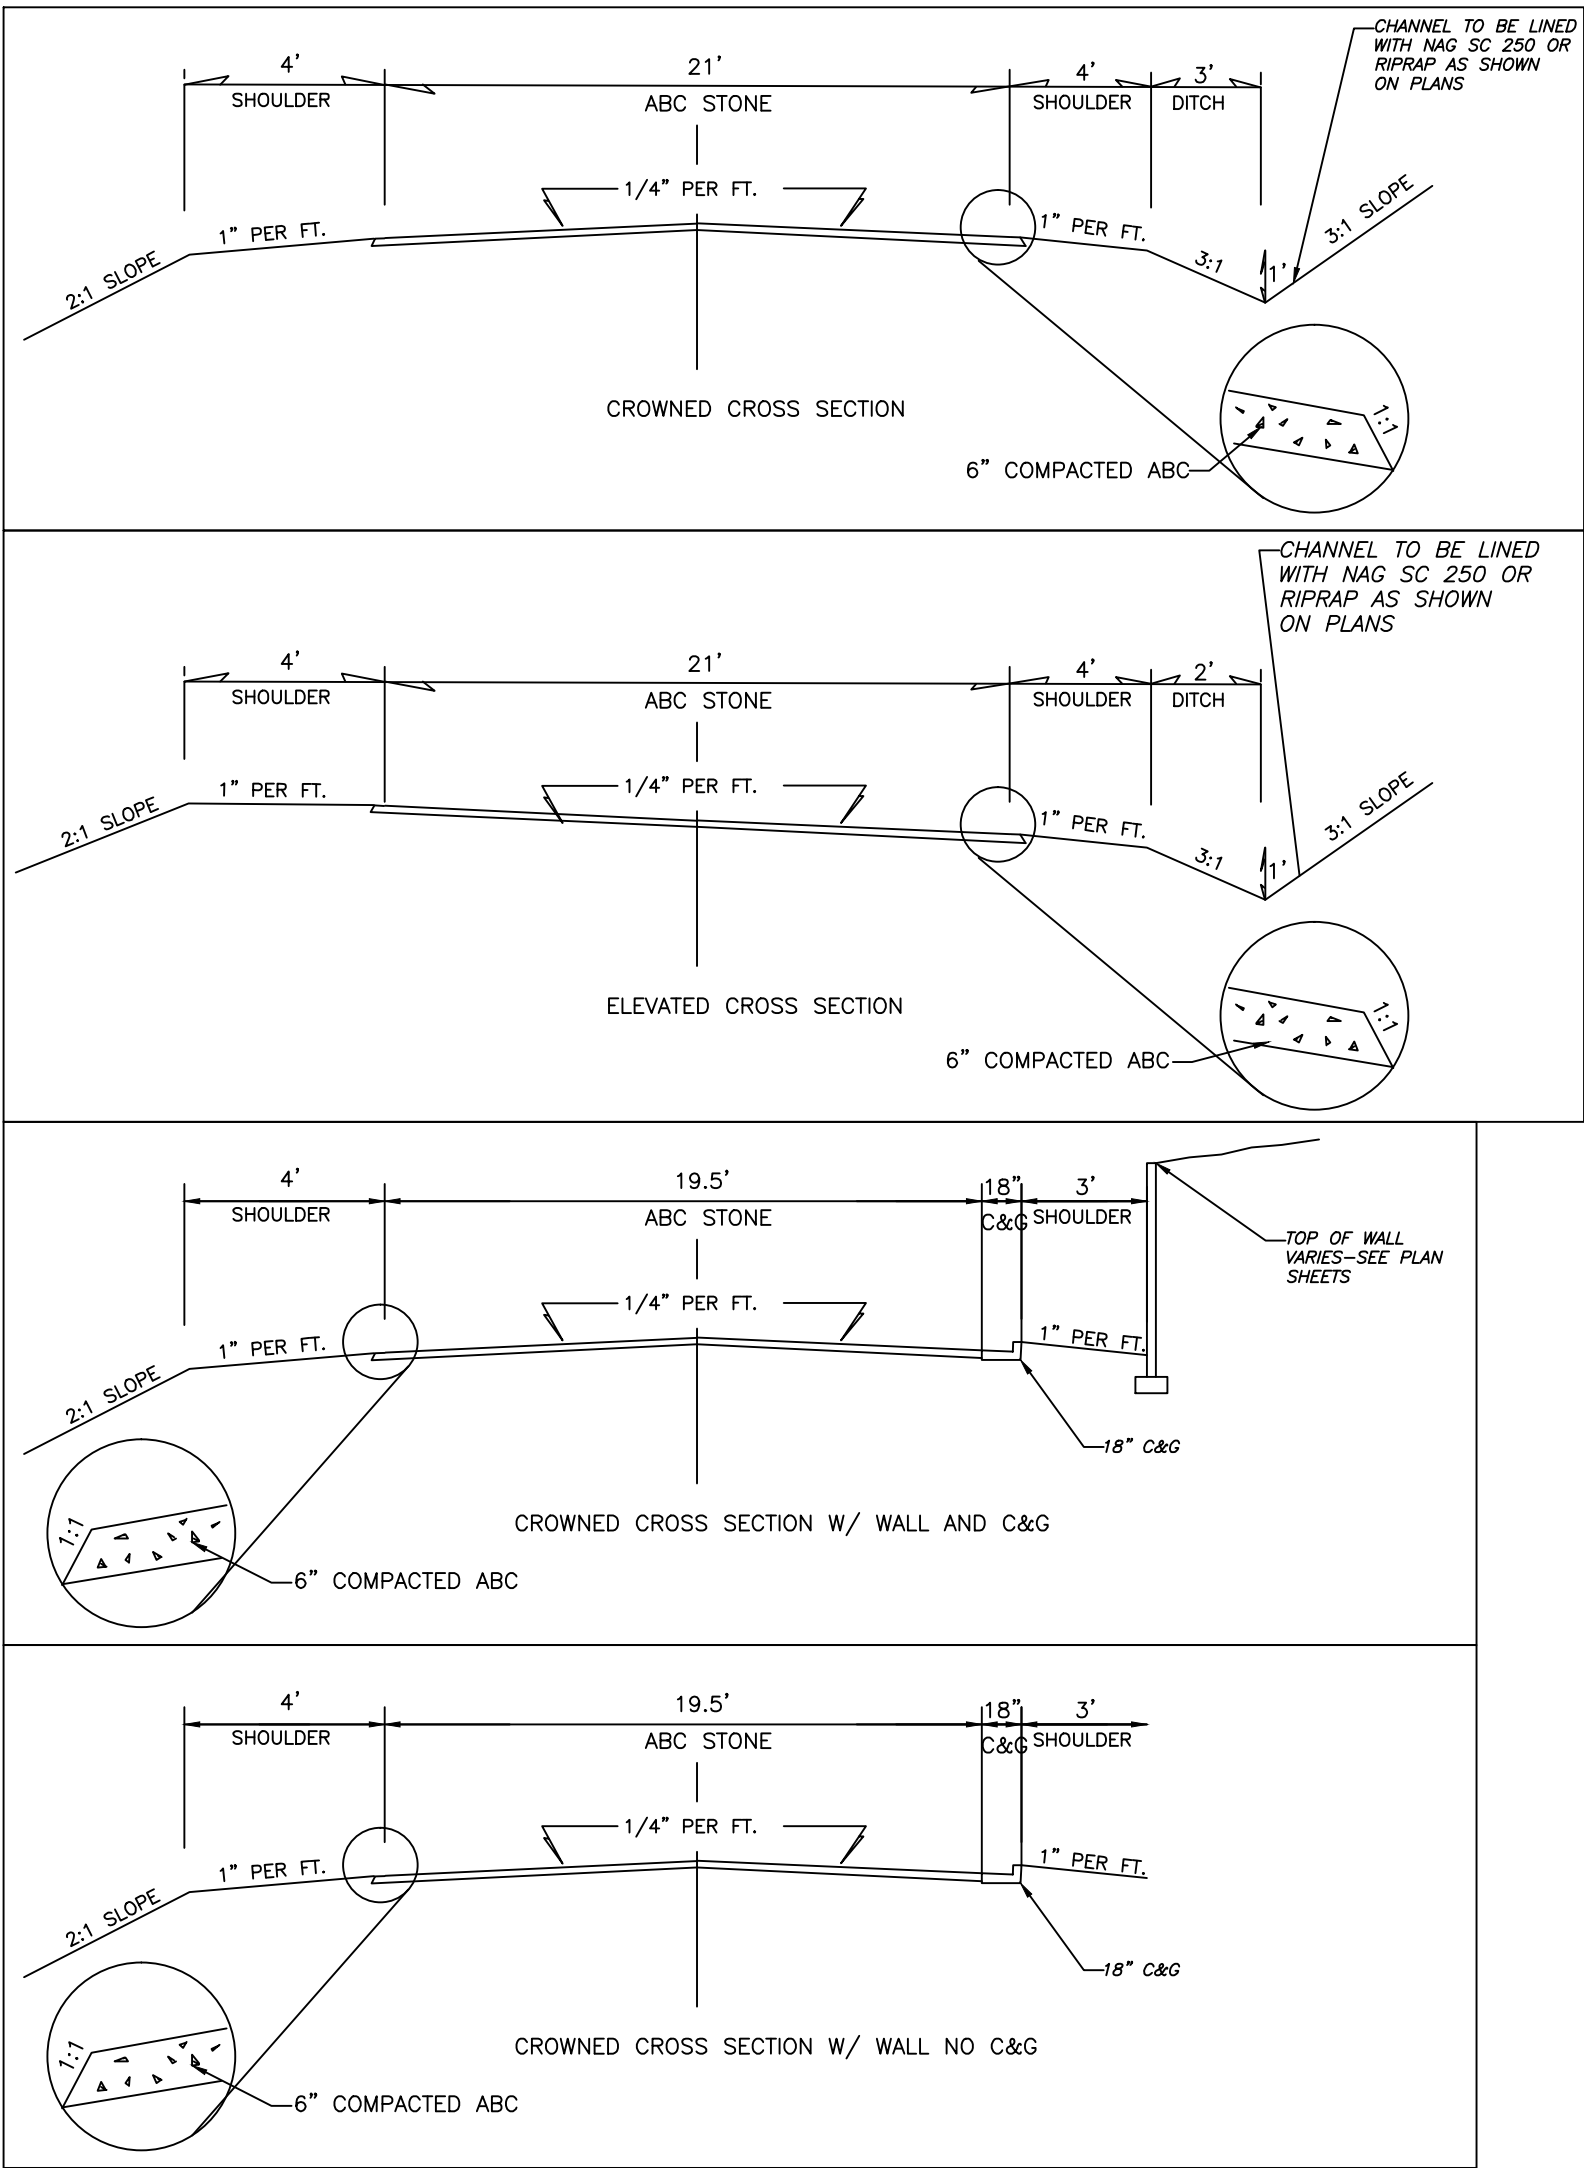 CHANNEL TO BE LINED
WITH NAG SC 250 OR
RIPRAP AS SHOWN
ON PLANS
4' 21' 4' 3'
SHOULDER ABC STONE SHOULDER DITCH
1/4" PER FT.
1" PER FT. 1" PER FT.
2:1 SLOPE 3:1 1' 3:1 SLOPE
CROWNED CROSS SECTION
1:1
6" COMPACTED ABC
CHANNEL TO BE LINED
WITH NAG SC 250 OR
RIPRAP AS SHOWN
ON PLANS
4' 21' 4' 2'
SHOULDER ABC STONE SHOULDER DITCH
1" PER FT. 1/4" PER FT.
1" PER FT.
2:1 SLOPE 3:1 1' 3:1 SLOPE
ELEVATED CROSS SECTION
1:1
6" COMPACTED ABC
4' 19.5' 18" 3'
SHOULDER ABC STONE C&G SHOULDER
TOP OF WALL
VARIES-SEE PLAN
SHEETS
1/4" PER FT.
1" PER FT. 1" PER FT.
2:1 SLOPE
18" C&G
CROWNED CROSS SECTION W/ WALL AND C&G
1:1
6" COMPACTED ABC
4' 19.5' 18" 3'
SHOULDER ABC STONE C&G SHOULDER
1/4" PER FT.
1" PER FT. 1" PER FT.
2:1 SLOPE
18" C&G
CROWNED CROSS SECTION W/ WALL NO C&G
1:1
6" COMPACTED ABC